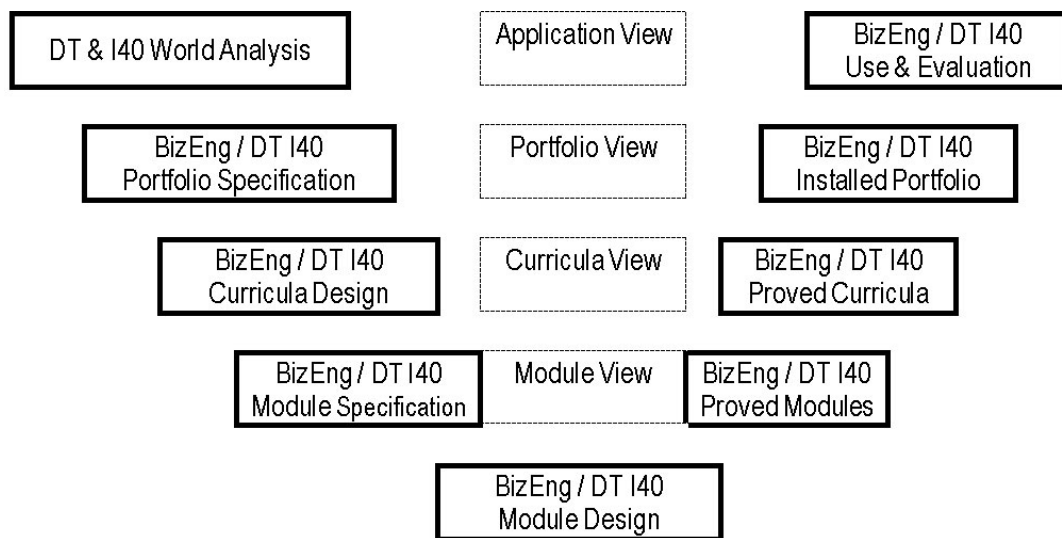 DT & I40 World Analysis
Application View
BizEng / DT I40
Use & Evaluation
BizEng / DT I40
Portfolio Specification
Portfolio View
BizEng / DT I40
Installed Portfolio
BizEng / DT I40
Curricula Design
Curricula View
BizEng / DT I40
Proved Curricula
BizEng / DT I40
Module Specification
Module View
BizEng / DT I40
Proved Modules
BizEng / DT I40
Module Design